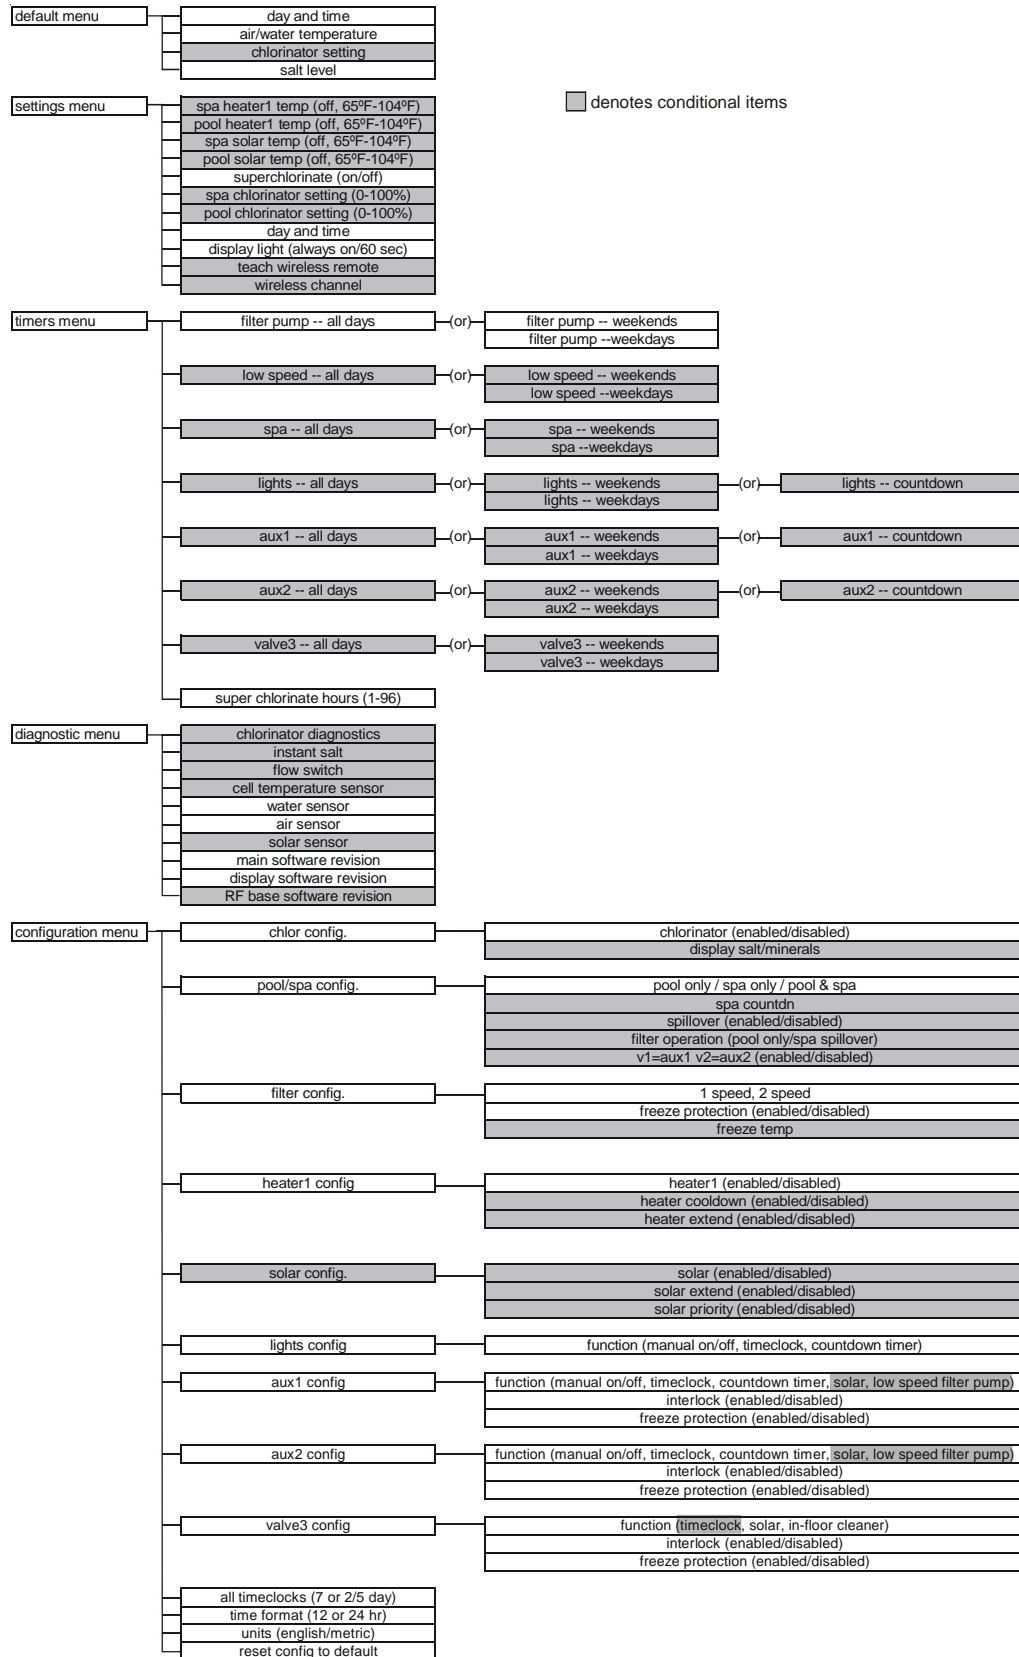 default menu
day and time
air/water temperature
chlorinator setting
salt level
settings menu
spa heater1 temp (off, 65ºF-104ºF)
denotes conditional items
pool heater1 temp (off, 65ºF-104ºF)
spa solar temp (off, 65ºF-104ºF)
pool solar temp (off, 65ºF-104ºF)
superchlorinate (on/off)
spa chlorinator setting (0-100%)
pool chlorinator setting (0-100%)
day and time
display light (always on/60 sec)
teach wireless remote
wireless channel
timers menu
filter pump -- all days (or) filter pump -- weekends
filter pump --weekdays
low speed -- all days (or) low speed -- weekends
low speed --weekdays
spa -- all days (or) spa -- weekends
spa --weekdays
lights -- all days (or) lights -- weekends (or) lights -- countdown
lights -- weekdays
aux1 -- all days (or) aux1 -- weekends (or) aux1 -- countdown
aux1 -- weekdays
aux2 -- all days (or) aux2 -- weekends (or) aux2 -- countdown
aux2 -- weekdays
valve3 -- all days (or) valve3 -- weekends
valve3 -- weekdays
super chlorinate hours (1-96)
diagnostic menu
chlorinator diagnostics
instant salt
flow switch
cell temperature sensor
water sensor
air sensor
solar sensor
main software revision
display software revision
RF base software revision
configuration menu
chlor config.
chlorinator (enabled/disabled)
display salt/minerals
pool/spa config.
pool only / spa only / pool & spa
spa countdn
spillover (enabled/disabled)
filter operation (pool only/spa spillover)
v1=aux1 v2=aux2 (enabled/disabled)
filter config.
1 speed, 2 speed
freeze protection (enabled/disabled)
freeze temp
heater1 config
heater1 (enabled/disabled)
heater cooldown (enabled/disabled)
heater extend (enabled/disabled)
solar config.
solar (enabled/disabled)
solar extend (enabled/disabled)
solar priority (enabled/disabled)
lights config
function (manual on/off, timeclock, countdown timer)
aux1 config
function (manual on/off, timeclock, countdown timer, solar, low speed filter pump)
interlock (enabled/disabled)
freeze protection (enabled/disabled)
aux2 config
function (manual on/off, timeclock, countdown timer, solar, low speed filter pump)
interlock (enabled/disabled)
freeze protection (enabled/disabled)
valve3 config
function (timeclock, solar, in-floor cleaner)
interlock (enabled/disabled)
freeze protection (enabled/disabled)
all timeclocks (7 or 2/5 day)
time format (12 or 24 hr)
units (english/metric)
reset config to default